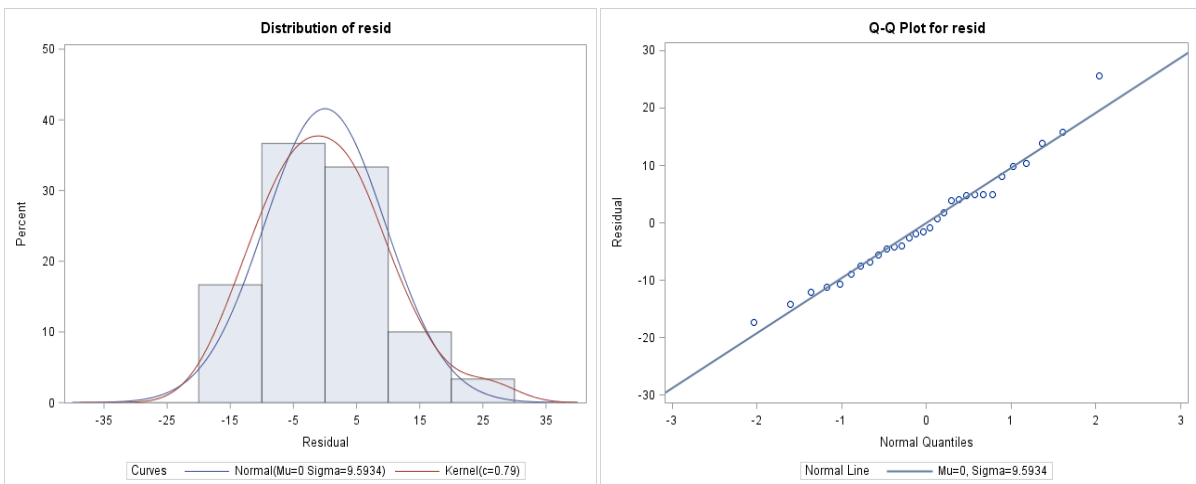 Distribution of resid
50
40
30
20
10
0
Percent
-35 -25 -15 -5 5 15 25 35
Residual
Curves Normal(Mu=0 Sigma=9.5934) Kernel(c=0.79)
Q-Q Plot for resid
30
20
10
0
-10
-20
-30
Residual
-3 -2 -1 0 1 2 3
Normal Quantiles
Normal Line Mu=0, Sigma=9.5934